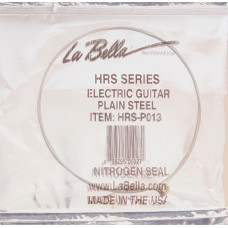 La Bella
HRS SERIES
ELECTRIC GUITAR
PLAIN STEEL
ITEM: HRS-P013
NITROGEN SEAL
www.LaBella.com
MADE IN THE USA